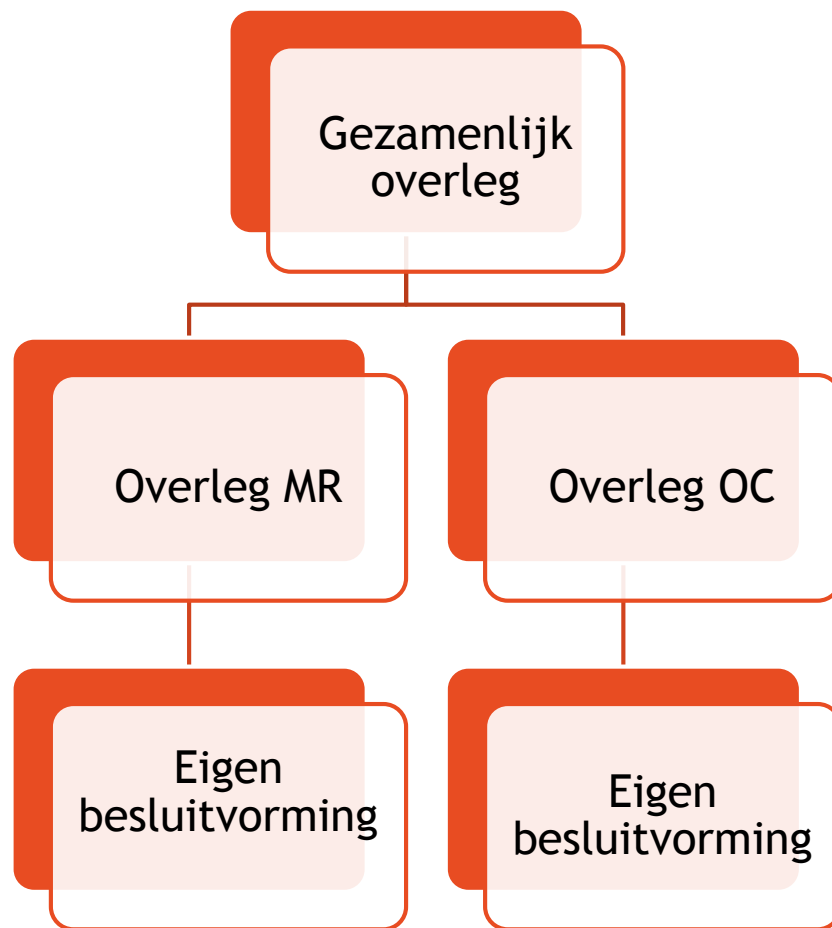 Gezamenlijk
overleg
Overleg MR
Overleg OC
Eigen
besluitvorming
Eigen
besluitvorming